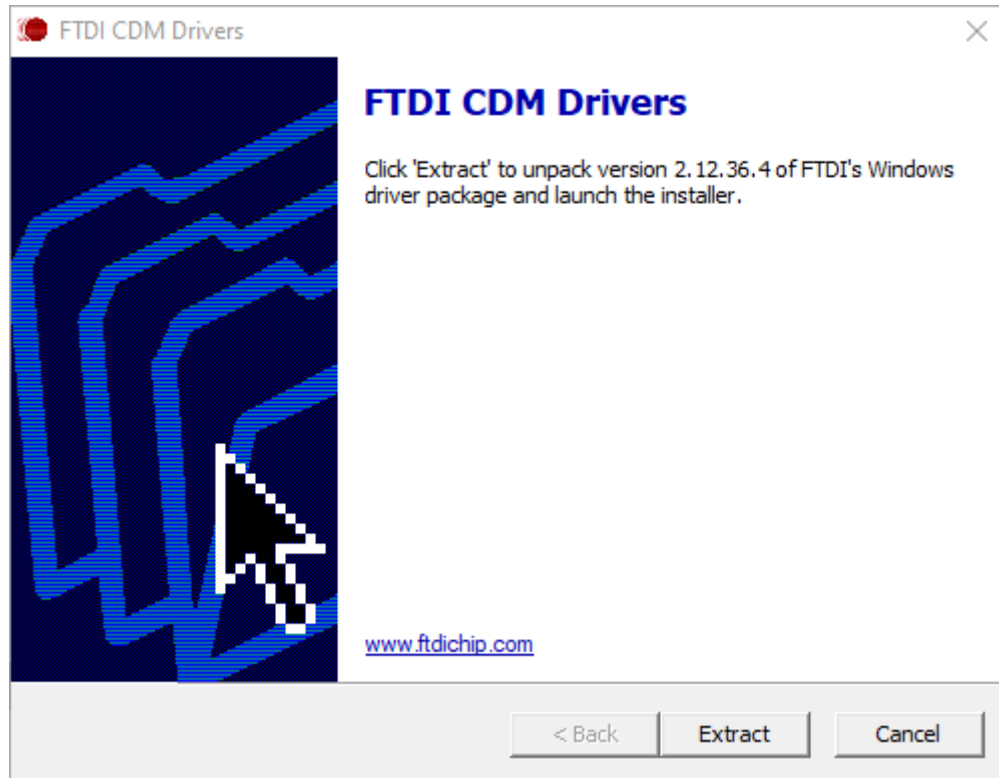 FTDI CDM Drivers
FTDI CDM Drivers
Click 'Extract' to unpack version 2.12.36.4 of FTDI's Windows
driver package and launch the installer.
www.ftdichip.com
< Back
Extract
Cancel